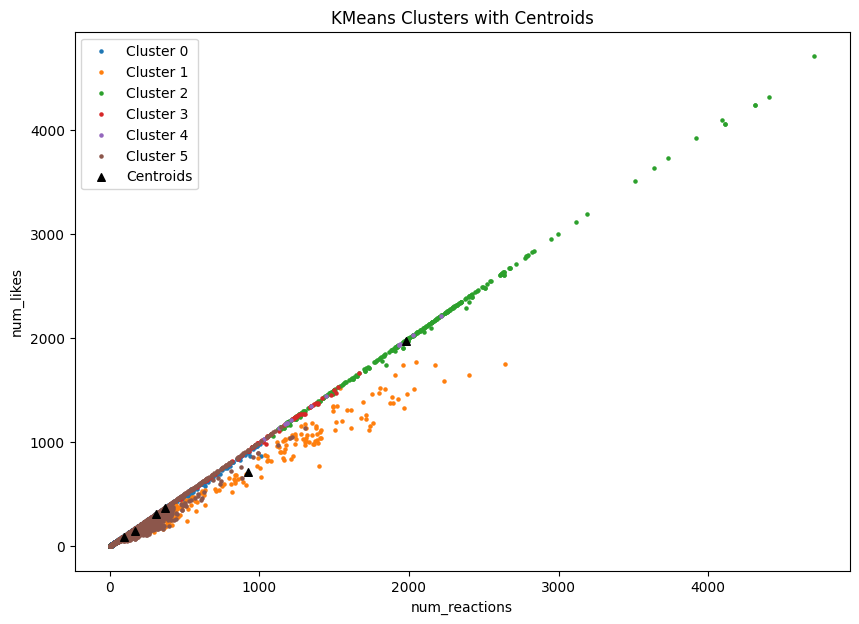 KMeans Clusters with Centroids
Cluster 0
Cluster 1
Cluster 2
Cluster 3
Cluster 4
Cluster 5
Centroids
num_likes
4000
3000
2000
1000
0
0 1000 2000 3000 4000
num_reactions